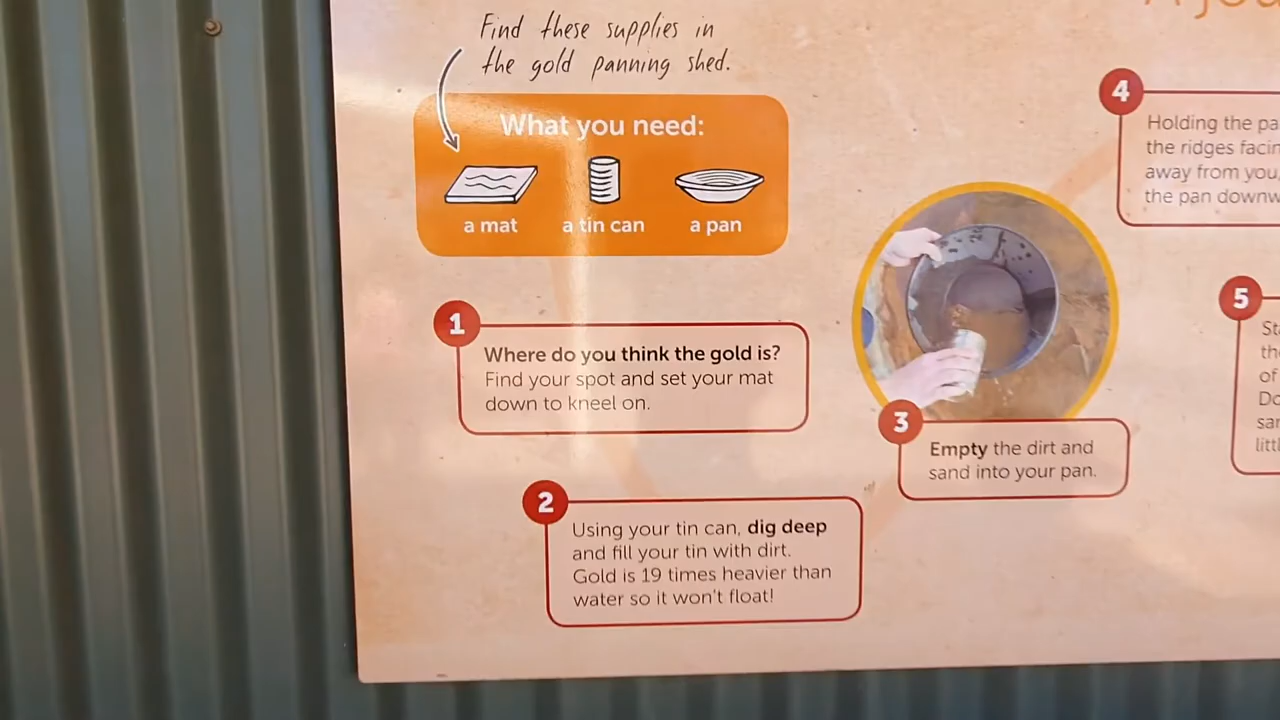 Find these supplies in
the gold panning shed.
What you need:
a mat
a tin can
a pan
1
Where do you think the gold is?
Find your spot and set your mat
down to kneel on.
2
Using your tin can, dig deep
and fill your tin with dirt.
Gold is 19 times heavier than
water so it won't float!
3
Empty the dirt and
sand into your pan.
4
Holding the
the ridges
away from you,
the pan
5
of